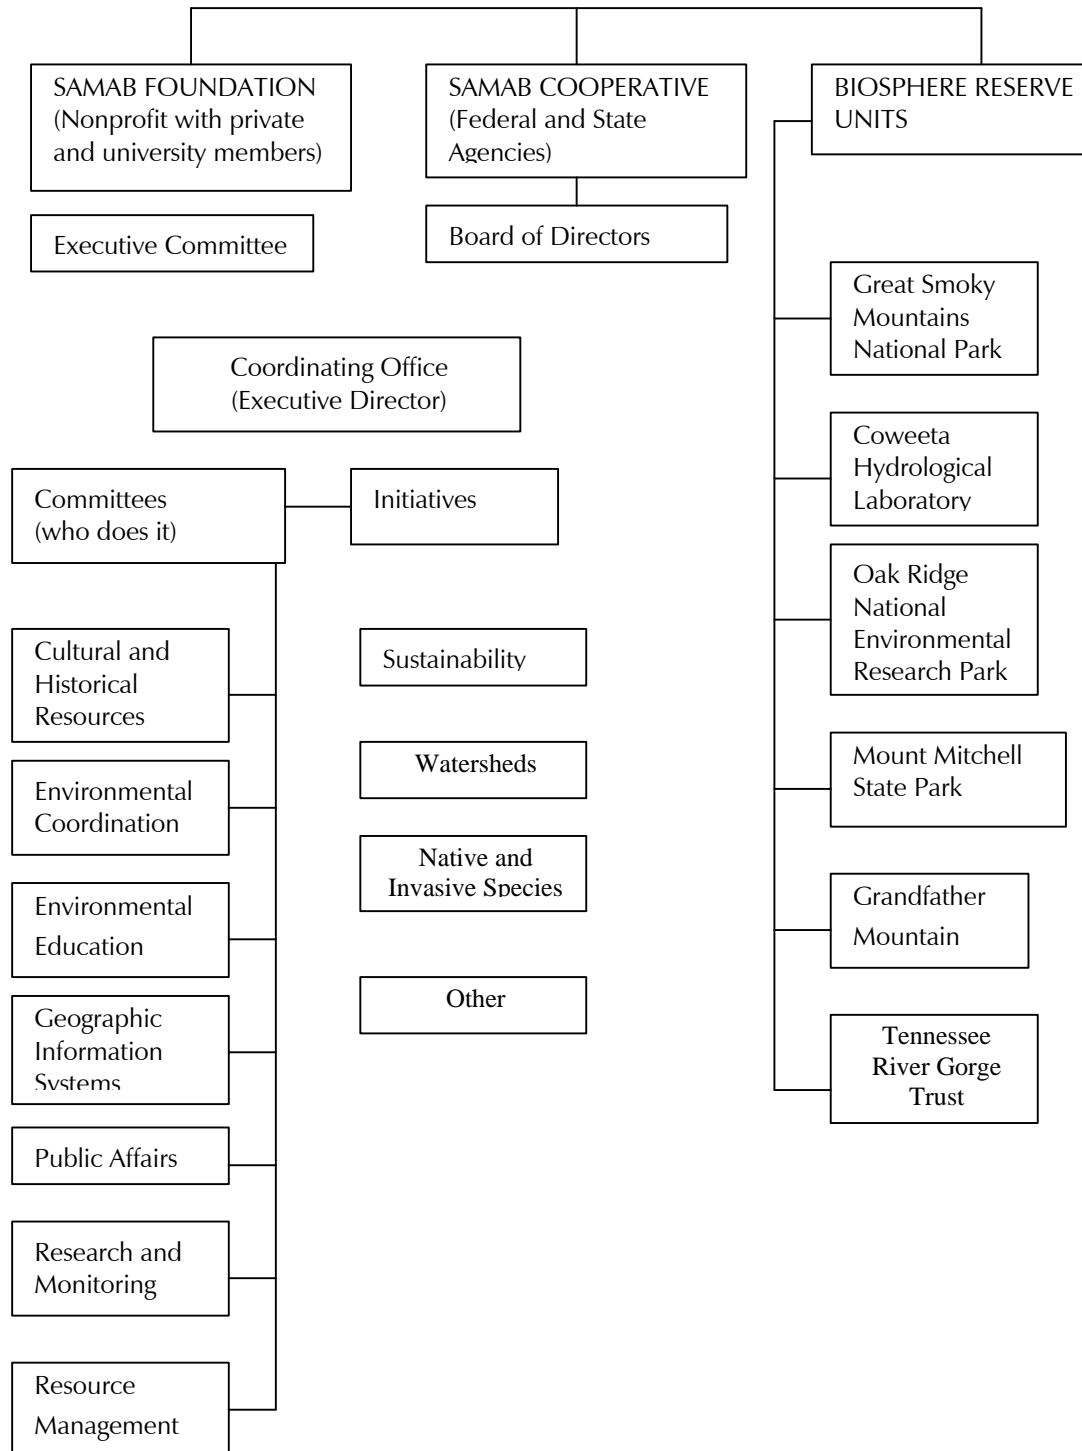 SAMAB FOUNDATION
(Nonprofit with private
and university members)
SAMAB COOPERATIVE
(Federal and State
Agencies)
BIOSPHERE RESERVE
UNITS
Executive Committee
Board of Directors
Coordinating Office
(Executive Director)
Committees
(who does it)
Initiatives
Cultural and
Historical
Resources
Environmental
Coordination
Environmental
Education
Geographic
Information
Systems
Public Affairs
Research and
Monitoring
Resource
Management
Sustainability
Watersheds
Native and
Invasive Species
Other
Great Smoky
Mountains
National Park
Coweeta
Hydrological
Laboratory
Oak Ridge
National
Environmental
Research Park
Mount Mitchell
State Park
Grandfather
Mountain
Tennessee
River Gorge
Trust